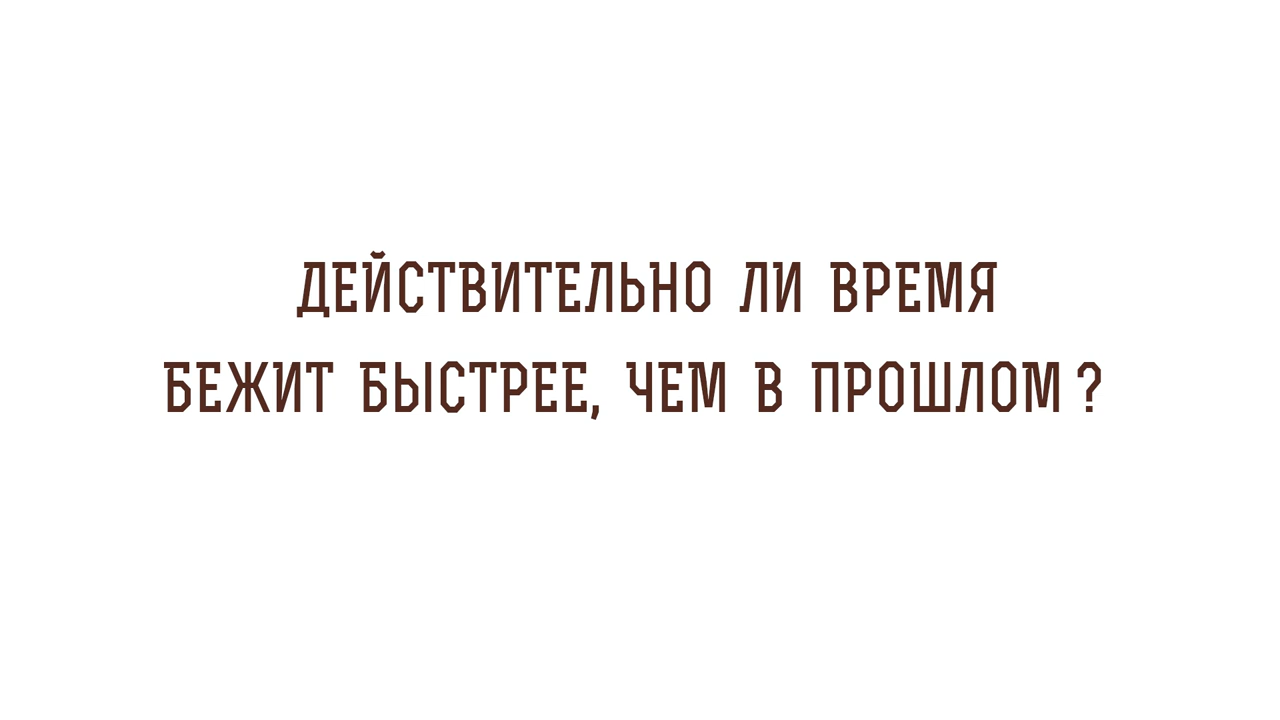 ДЕЙСТВИТЕЛЬНО ЛИ ВРЕМЯ
БЕЖИТ БЫСТРЕЕ, ЧЕМ В ПРОШЛОМ ?